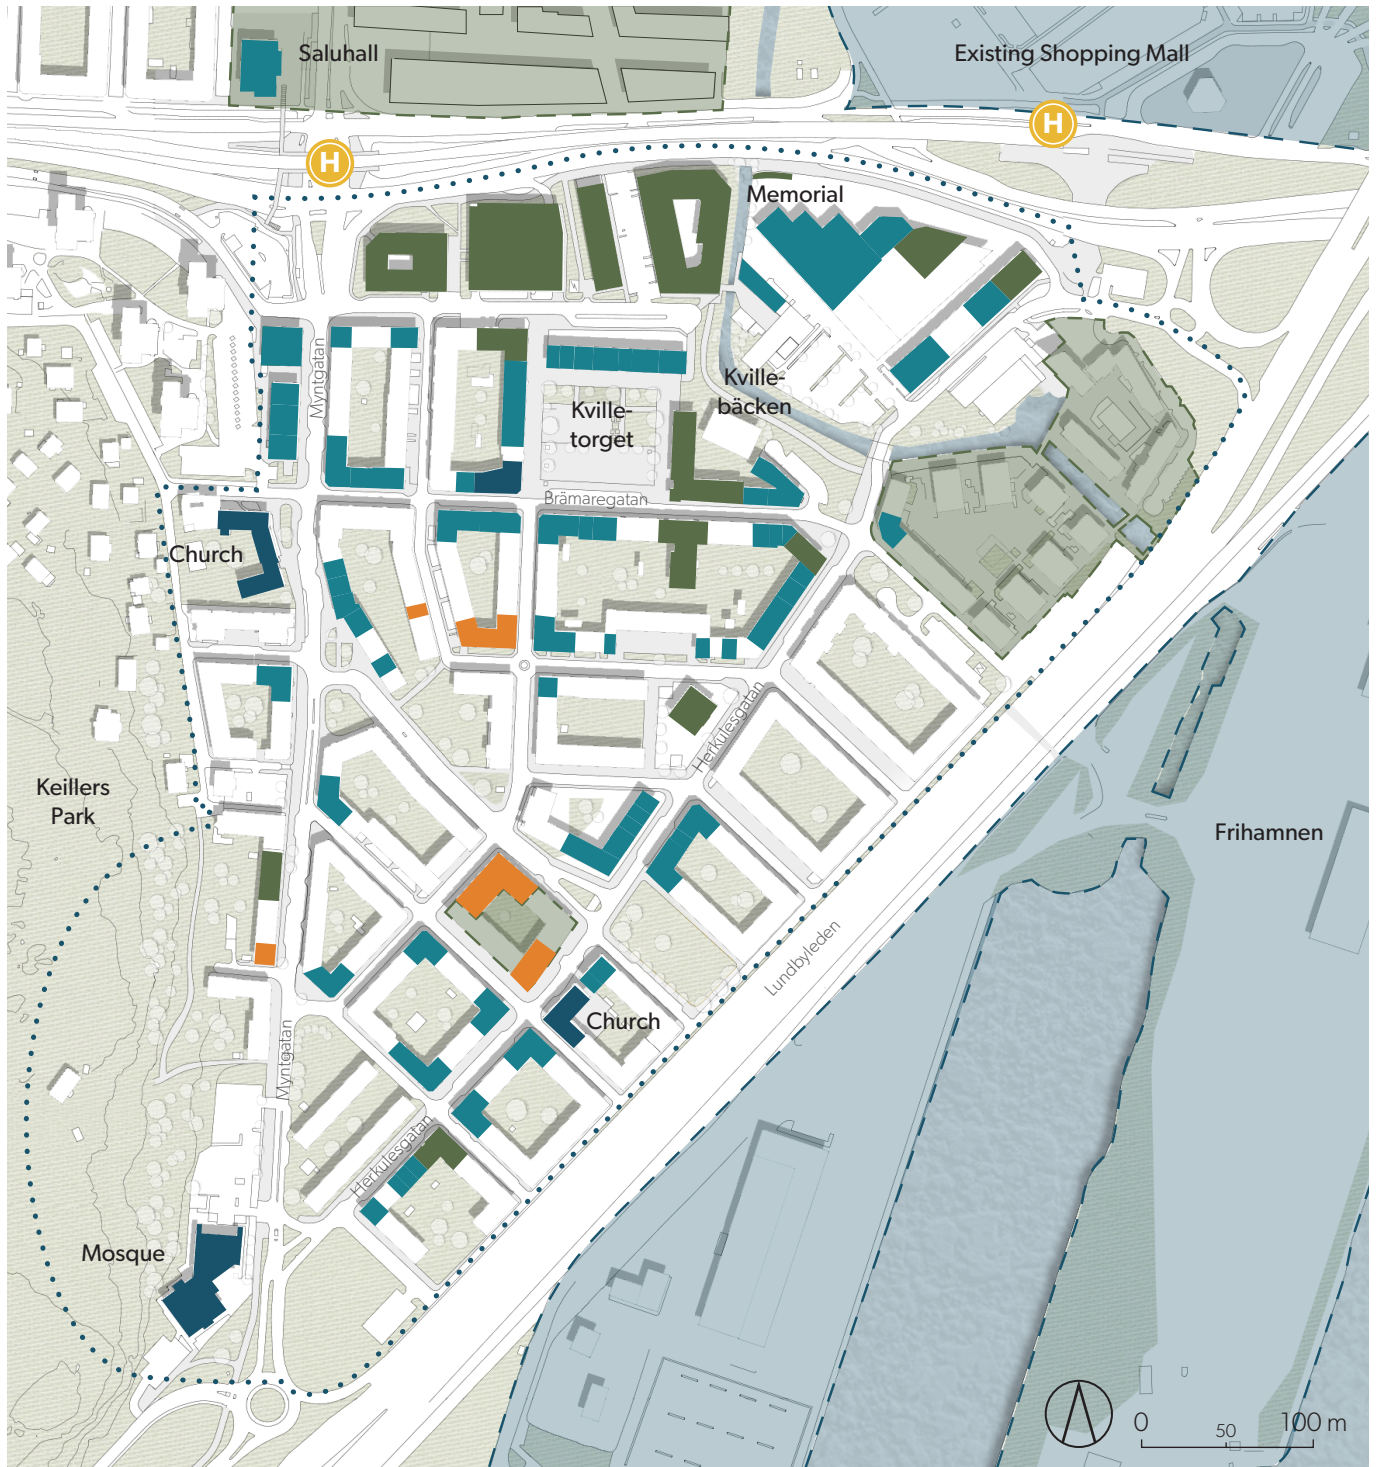 Saluhall
Existing Shopping Mall
H
H
Memorial
Myntgatan
Kville-
torget
Kville-
bäcken
Brämaregatan
Church
Herkulesgatan
Keillers
Park
Frihamnen
Lundbyleden
Church
Myntgatan
Herkulesgatan
Mosque
0
50
100 m